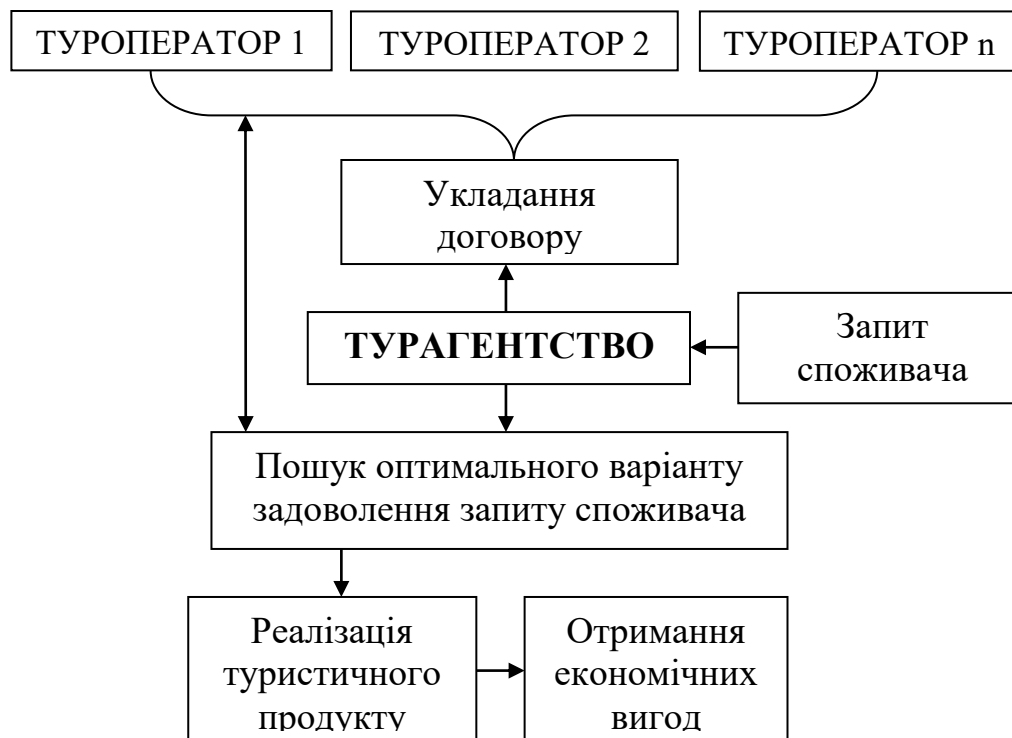 ТУРОПЕРАТОР 1
ТУРОПЕРАТОР 2
ТУРОПЕРАТОР n
Укладання
договору
ТУРАГЕНТСТВО
Запит
споживача
Пошук оптимального варіанту
задоволення запиту споживача
Реалізація
туристичного
продукту
Отримання
економічних
вигод